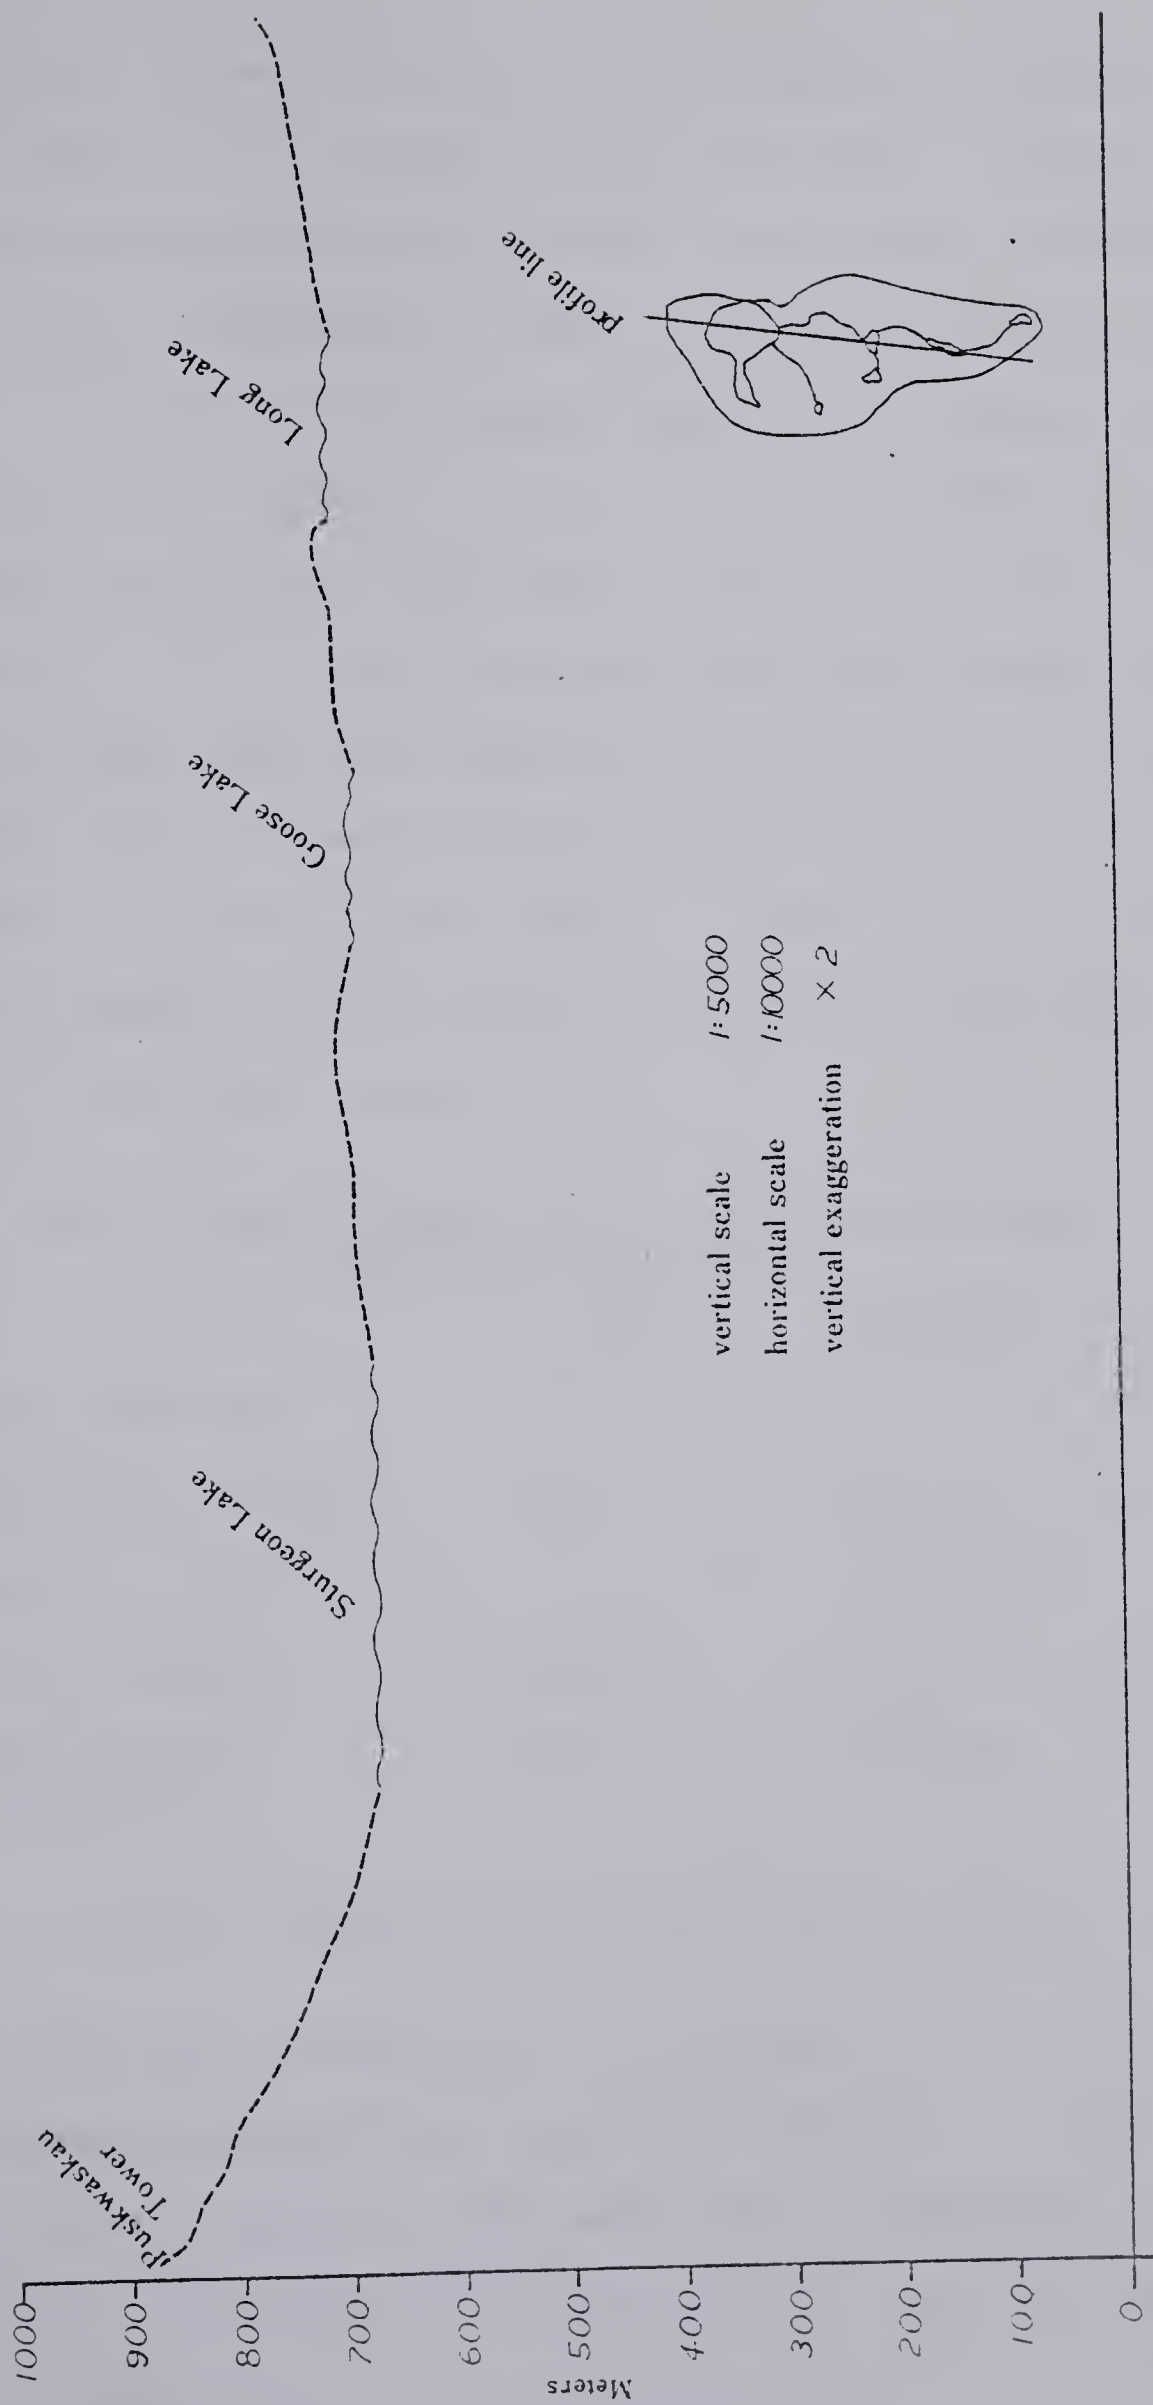 1000
900
800
700
600
500
400
300
200
100
0
Meters
Puskwaskau
Tower
Sturgeon Lake
Goose Lake
Long Lake
profile line
vertical scale 1:5000
horizontal scale 1:10000
vertical exaggeration × 2